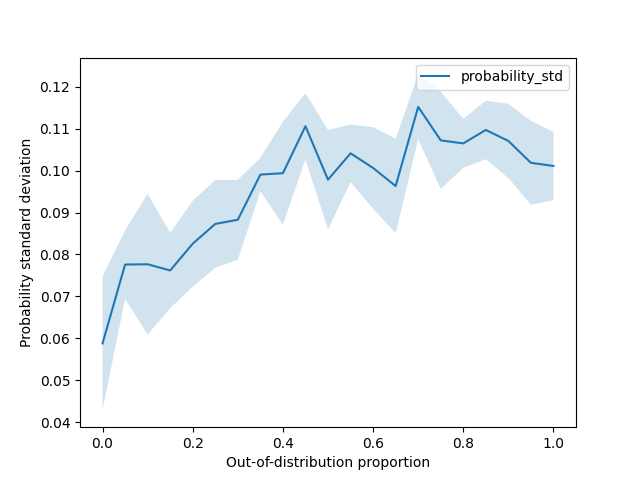 probability_std
0.12
0.11
0.10
0.09
0.08
0.07
0.06
0.05
0.04
Probability standard deviation
0.0 0.2 0.4 0.6 0.8 1.0
Out-of-distribution proportion